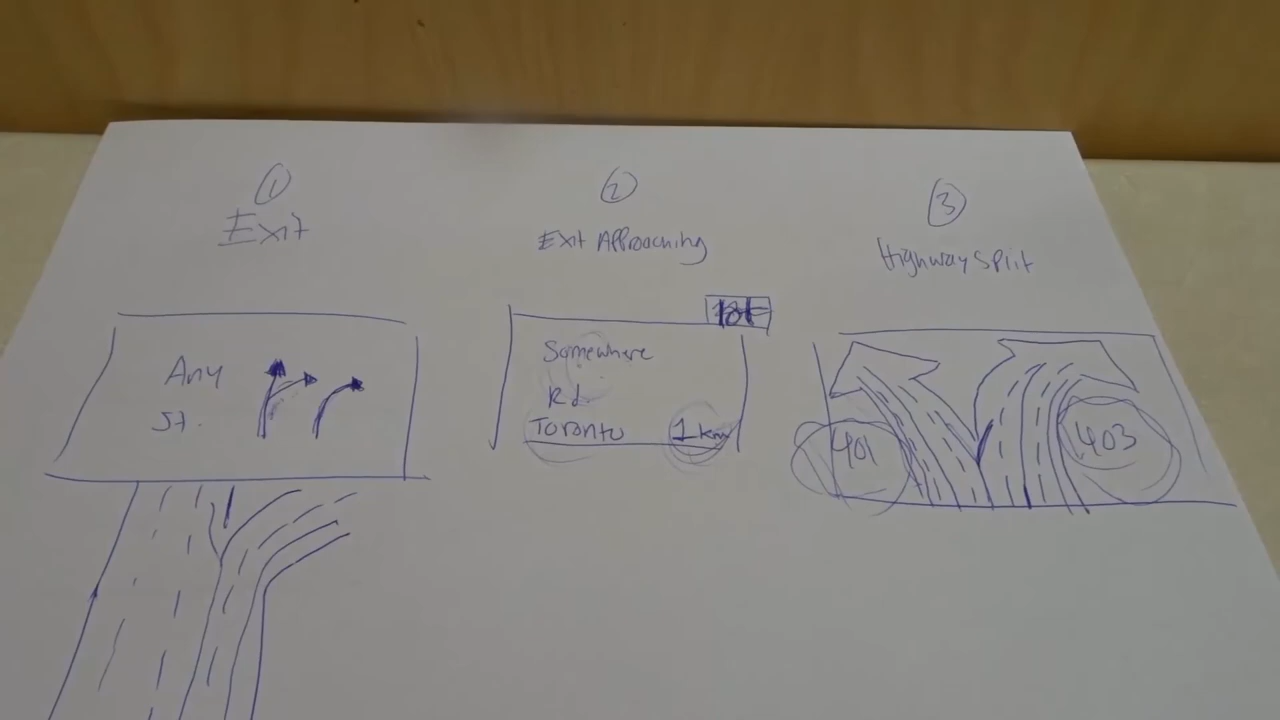 1
Exit
Any
St.
2
Exit Approaching
Somewhere
Rd.
Toronto 1 km
3
Highway Split
401
403